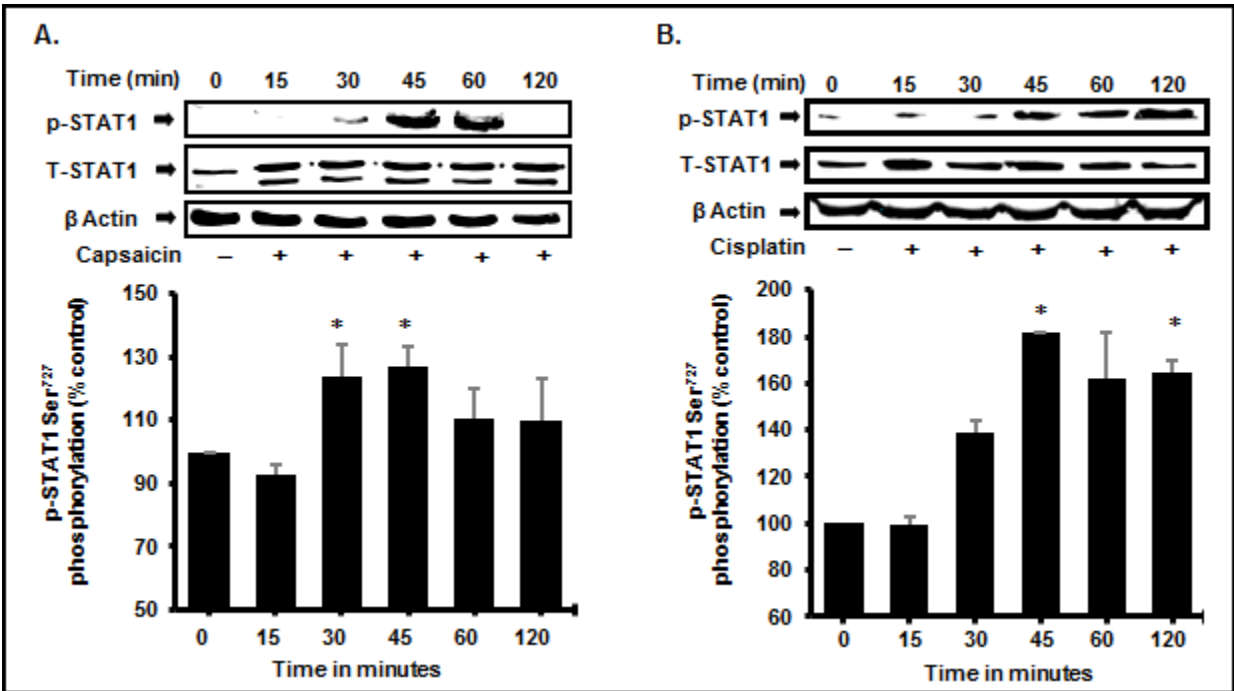 A.
Time (min) 0 15 30 45 60 120
p-STAT1
T-STAT1
β Actin
Capsaicin – + + + + +
p-STAT1 Ser⁷²⁷
phosphorylation (% control)
150
130
110
90
70
50
* *
0 15 30 45 60 120
Time in minutes
B.
Time (min) 0 15 30 45 60 120
p-STAT1
T-STAT1
β Actin
Cisplatin – + + + + +
p-STAT1 Ser⁷²⁷
phosphorylation (% control)
200
180
160
140
120
100
80
60
* *
0 15 30 45 60 120
Time in minutes